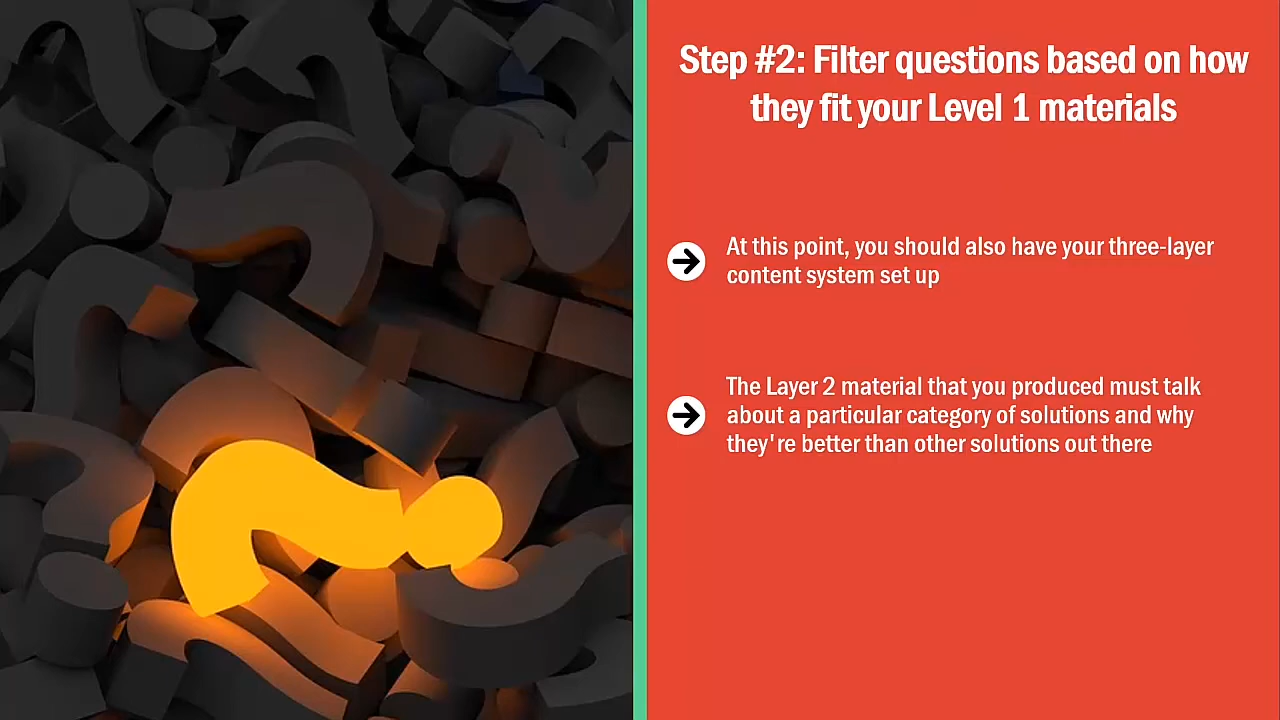 Step #2: Filter questions based on how
they fit your Level 1 materials
At this point, you should also have your three-layer
content system set up
The Layer 2 material that you produced must talk
about a particular category of solutions and why
they're better than other solutions out there